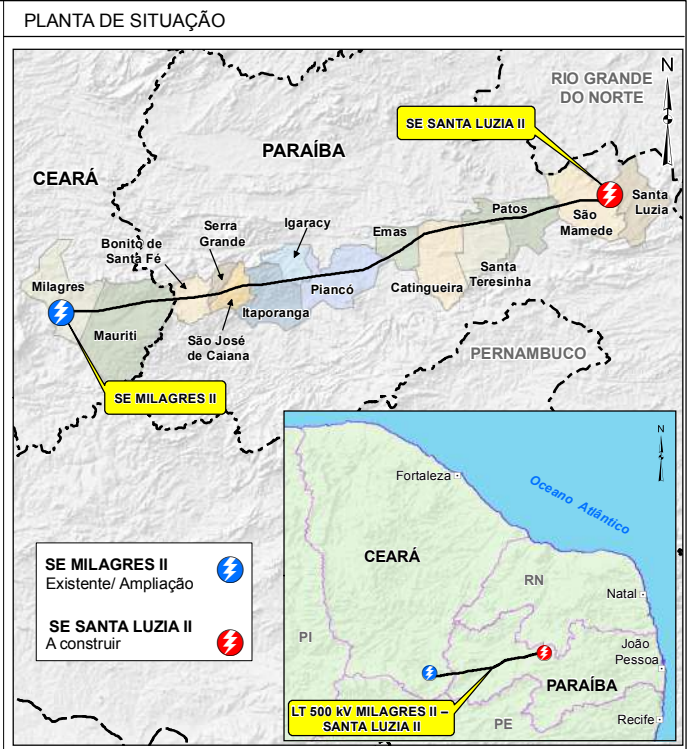 PLANTA DE SITUAÇÃO
N
RIO GRANDE
DO NORTE
SE SANTA LUZIA II
PARAÍBA
CEARÁ
Santa
Luzia
São
Mamede
Patos
Igaracy
Serra
Grande
Emas
Bonito de
Santa Fé
Santa
Teresinha
Catingueira
Milagres
Piancó
Itaporanga
Mauriti
São José
de Caiana
PERNAMBUCO
SE MILAGRES II
N
Fortaleza
Oceano Atlântico
CEARÁ
RN
Natal
PI
João
Pessoa
PARAÍBA
LT 500 kV MILAGRES II –
SANTA LUZIA II
PE
Recife
SE MILAGRES II
Existente/ Ampliação
SE SANTA LUZIA II
A construir